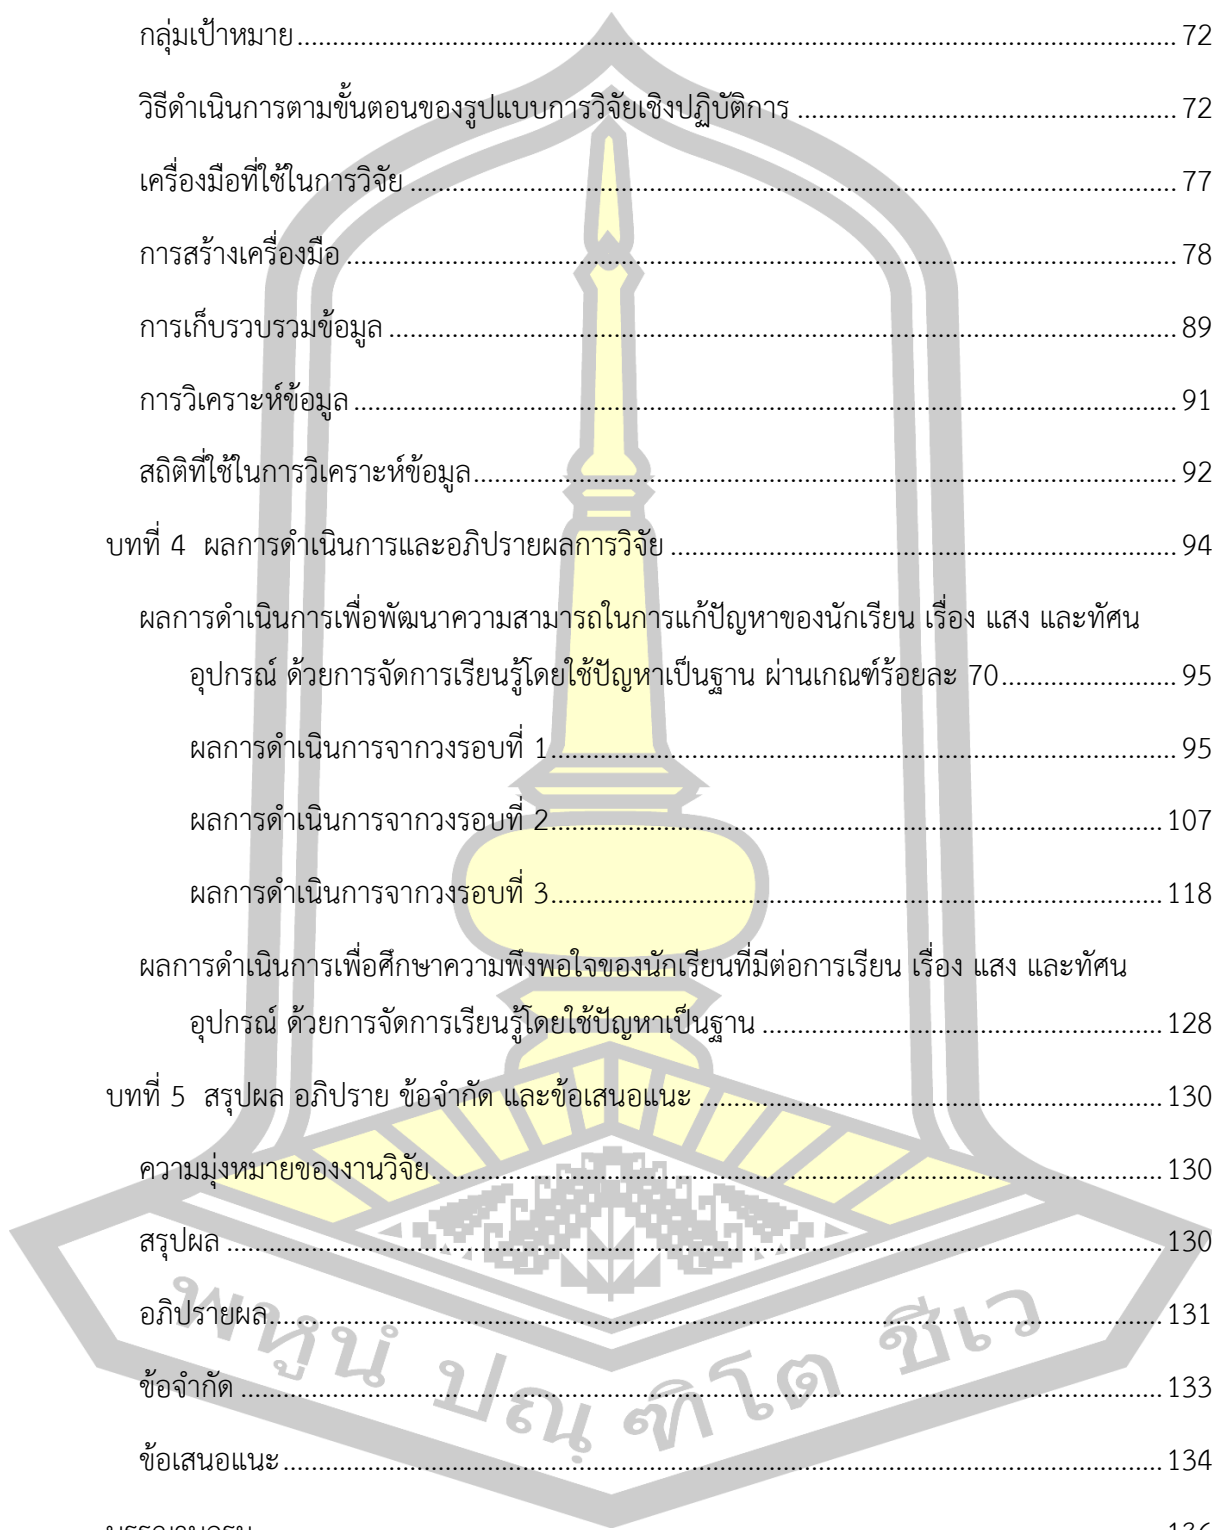 กลุ่มเป้าหมาย ........ 72
วิธีดำเนินการตามขั้นตอนของรูปแบบการวิจัยเชิงปฏิบัติการ ........ 72
เครื่องมือที่ใช้ในการวิจัย ........ 77
การสร้างเครื่องมือ ........ 78
การเก็บรวบรวมข้อมูล ........ 89
การวิเคราะห์ข้อมูล ........ 91
สถิติที่ใช้ในการวิเคราะห์ข้อมูล ........ 92
บทที่ 4 ผลการดำเนินการและอภิปรายผลการวิจัย ........ 94
ผลการดำเนินการเพื่อพัฒนาความสามารถในการแก้ปัญหาของนักเรียน เรื่อง แสง และทัศน
อุปกรณ์ ด้วยการจัดการเรียนรู้โดยใช้ปัญหาเป็นฐาน ผ่านเกณฑ์ร้อยละ 70 ........ 95
ผลการดำเนินการจากวงรอบที่ 1 ........ 95
ผลการดำเนินการจากวงรอบที่ 2 ........ 107
ผลการดำเนินการจากวงรอบที่ 3 ........ 118
ผลการดำเนินการเพื่อศึกษาความพึงพอใจของนักเรียนที่มีต่อการเรียน เรื่อง แสง และทัศน
อุปกรณ์ ด้วยการจัดการเรียนรู้โดยใช้ปัญหาเป็นฐาน ........ 128
บทที่ 5 สรุปผล อภิปราย ข้อจำกัด และข้อเสนอแนะ ........ 130
ความมุ่งหมายของงานวิจัย ........ 130
สรุปผล ........ 130
อภิปรายผล ........ 131
ข้อจำกัด ........ 133
ข้อเสนอแนะ ........ 134
พหูนํ ปณฺฑิโต ชีเว